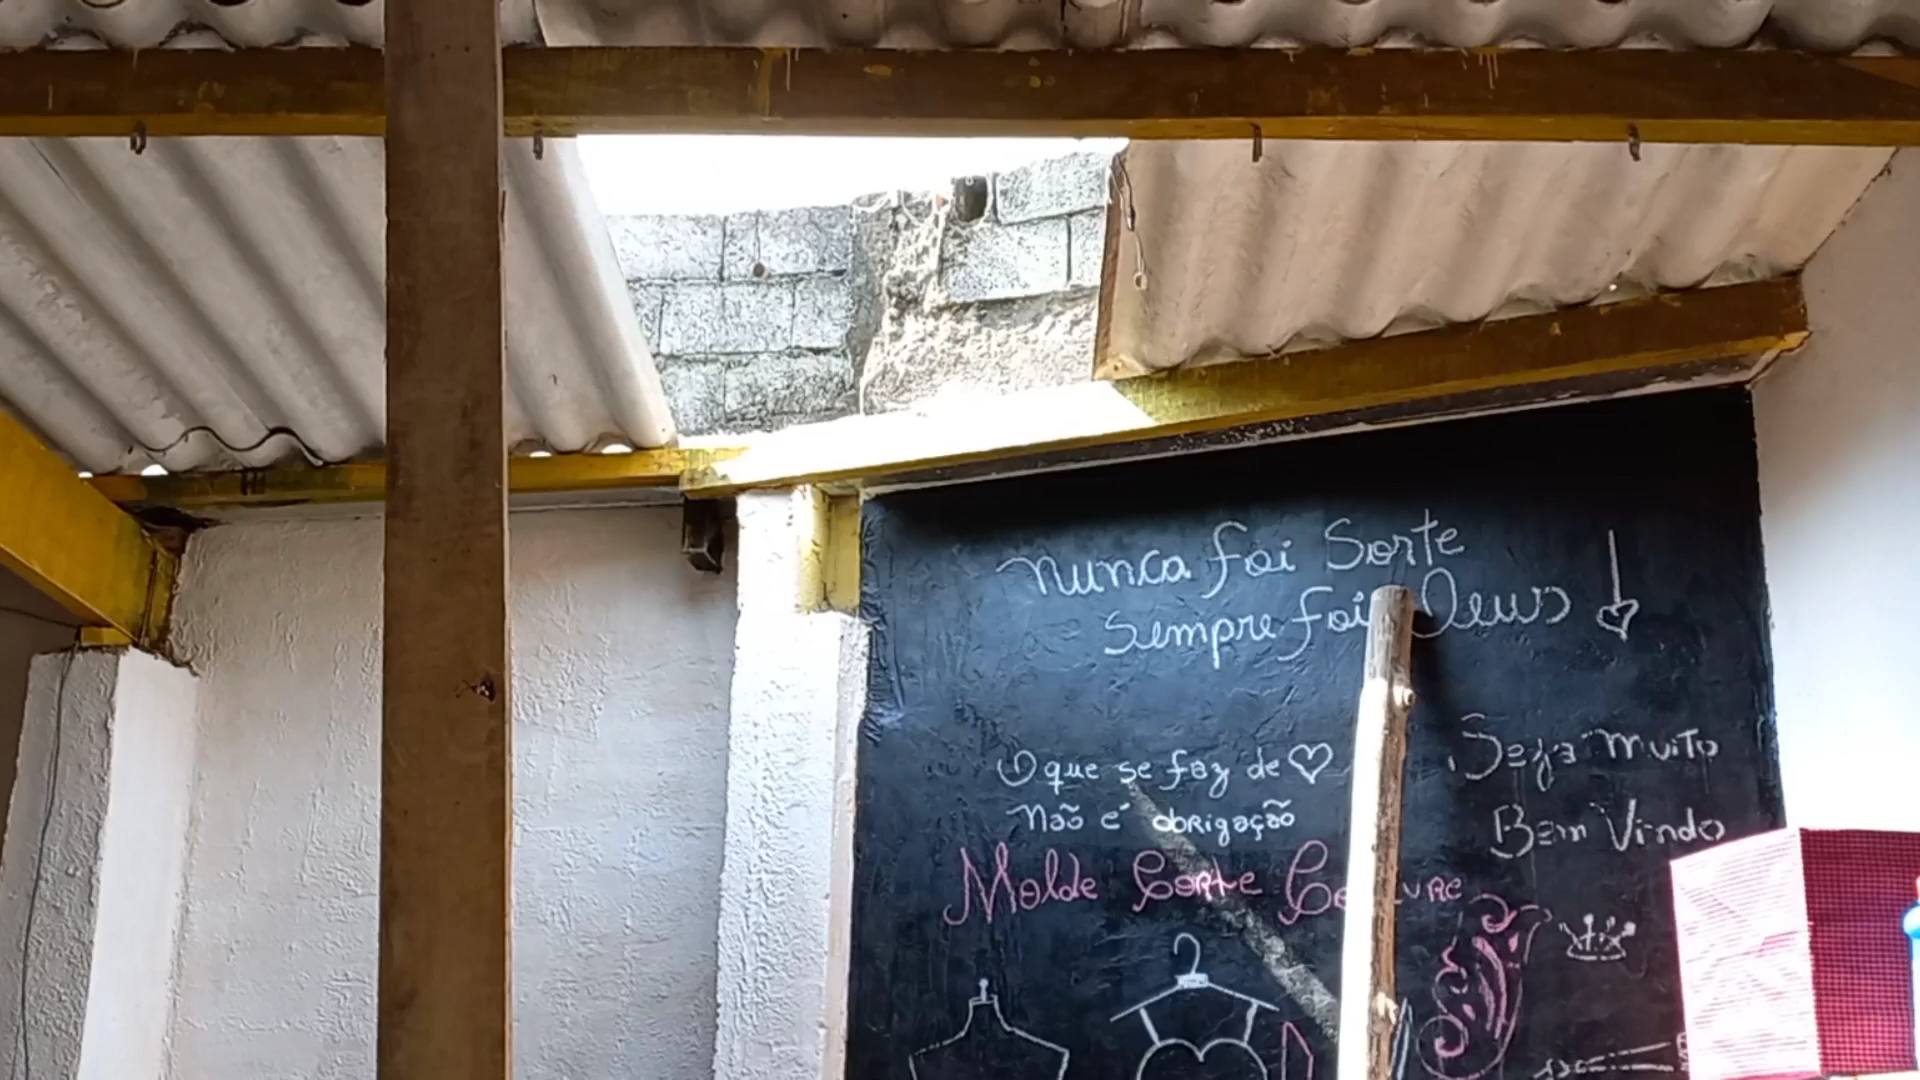 Nunca foi Sorte
Sempre foi Deus
O que se faz de
Não é obrigação
Seja Muito
Bem Vindo
Molde Corte